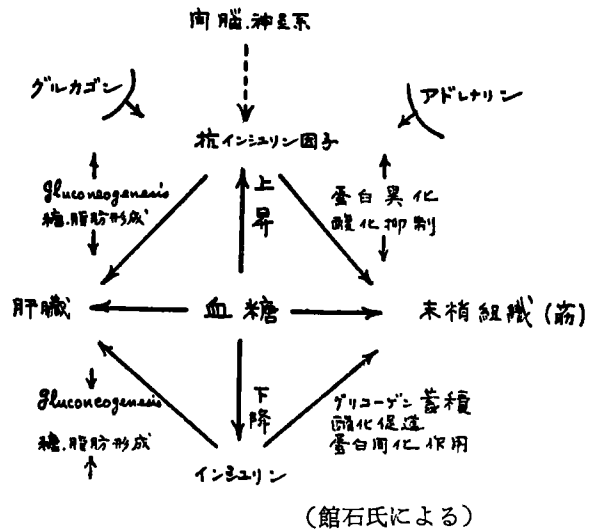 間脳.神経系
グルカゴン
アドレナリン
抗インシュリン因子
Gluconeogenesis
糖.脂肪形成
上昇
蛋白異化
酸化抑制
肝臓
血糖
末梢組織(筋)
下降
Gluconeogenesis
糖.脂肪形成
グリコーゲン蓄積
酸化促進
蛋白同化作用
インシュリン
(館石氏による)